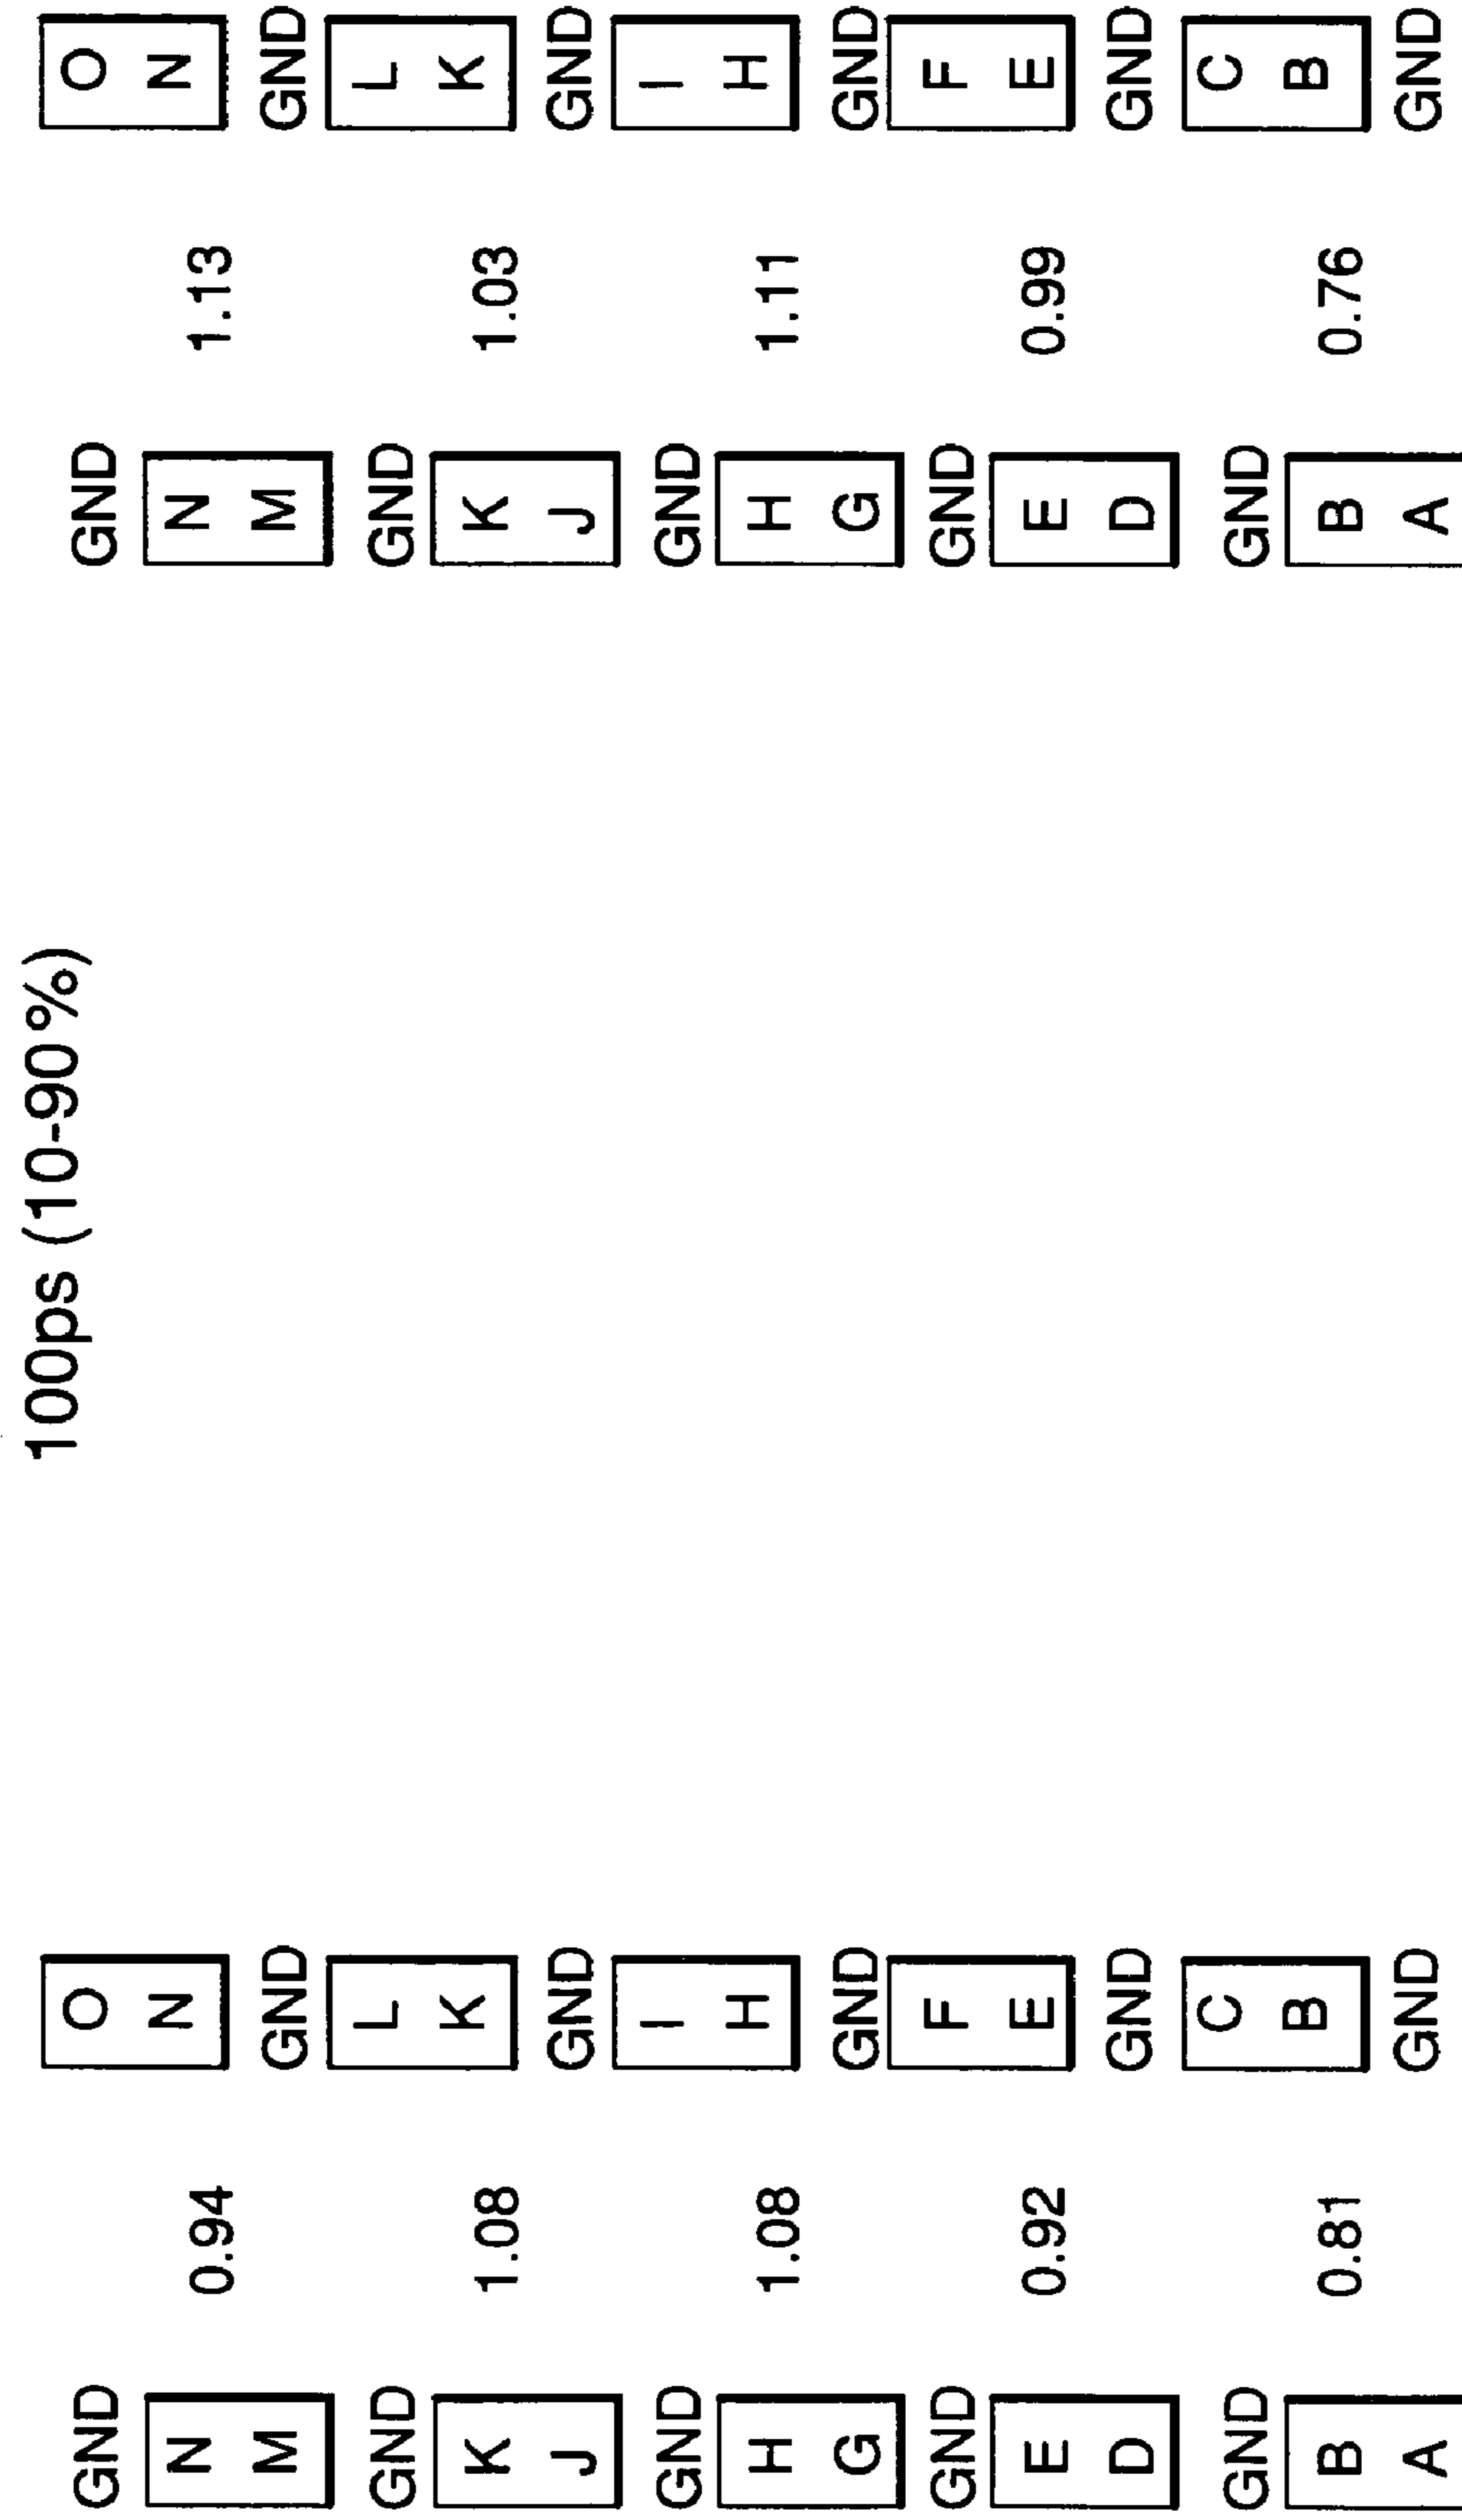 100ps (10-90%)
GND
N
M
GND
K
J
GND
H
G
GND
E
D
GND
B
A
0.94
1.08
1.08
0.92
0.81
O
N
GND
L
K
GND
I
H
GND
F
E
GND
C
B
GND
GND
N
M
GND
K
J
GND
H
G
GND
E
D
GND
B
A
1.13
1.03
1.11
0.99
0.76
O
N
GND
L
K
GND
I
H
GND
F
E
GND
C
B
GND